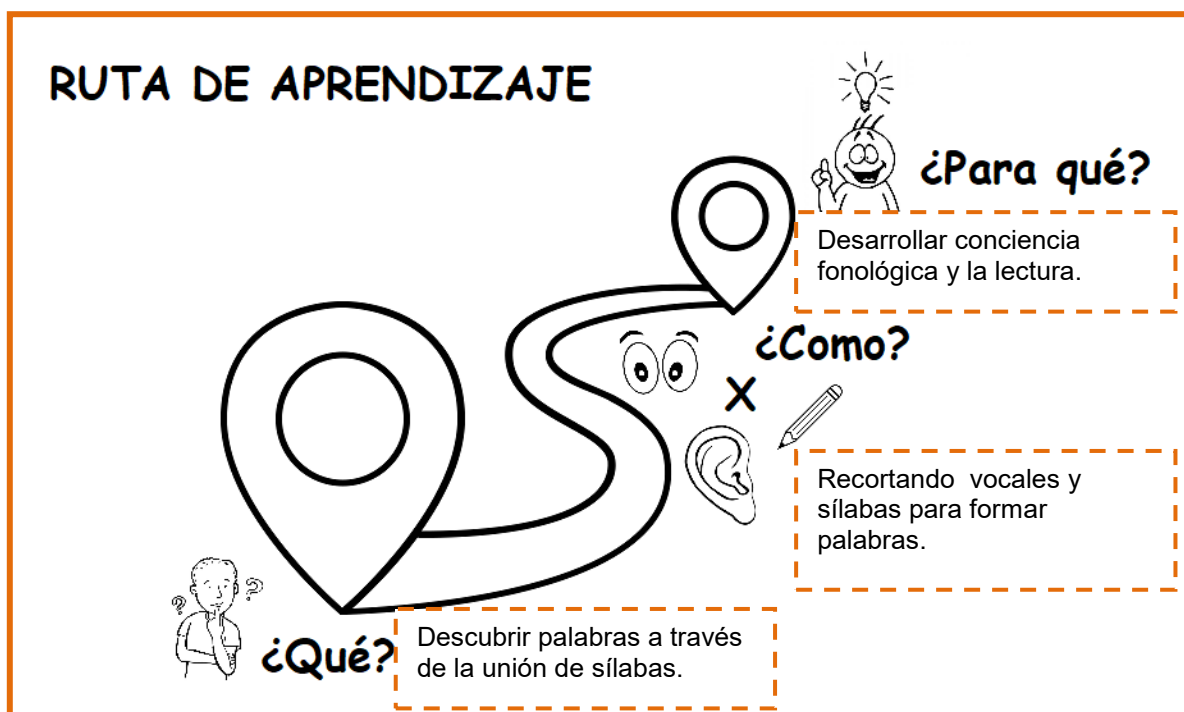 RUTA DE APRENDIZAJE
¿Para qué?
Desarrollar conciencia
fonológica y la lectura.
¿Como?
X
Recortando vocales y
sílabas para formar
palabras.
? ?
¿Qué?
Descubrir palabras a través
de la unión de sílabas.